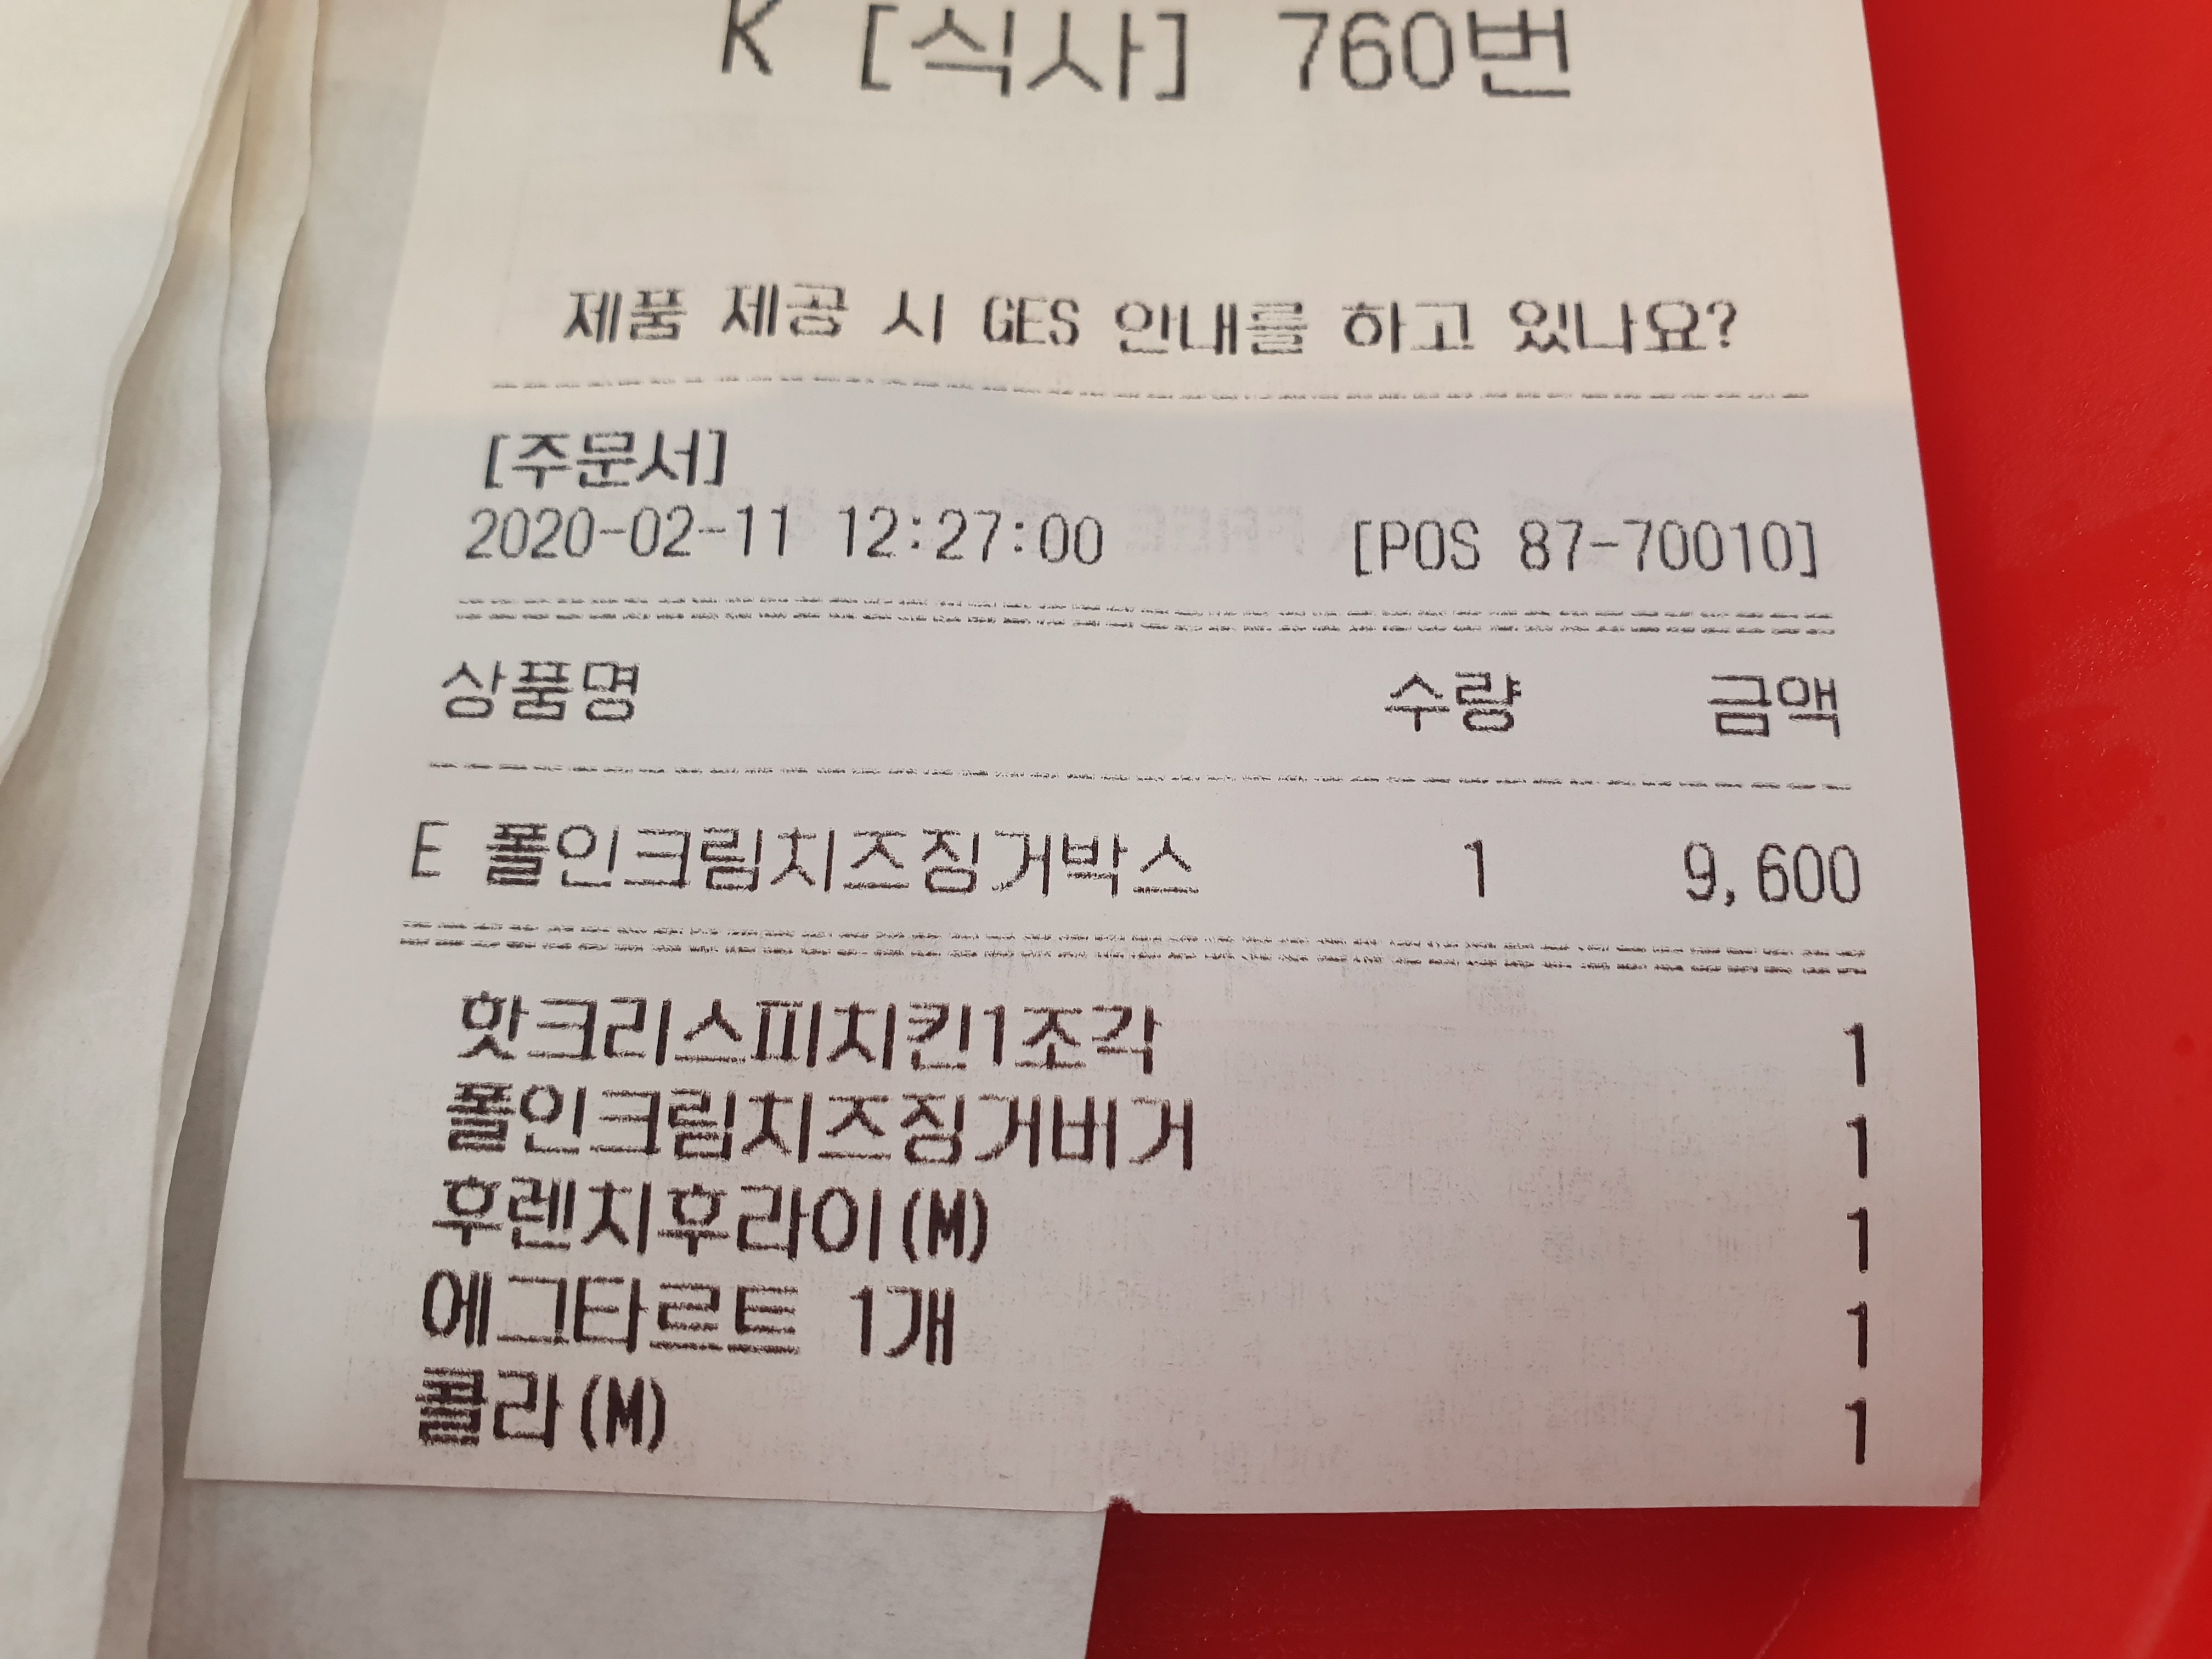 K [식사] 760번
제품 제공 시 GES 안내를 하고 있나요?
[주문서]
2020-02-11 12:27:00 [POS 87-70010]
상품명 수량 금액
E 폴인크림치즈징거박스 1 9,600
핫크리스피치킨1조각 1
폴인크림치즈징거버거 1
후렌치후라이(M) 1
에그타르트 1개 1
콜라(M) 1